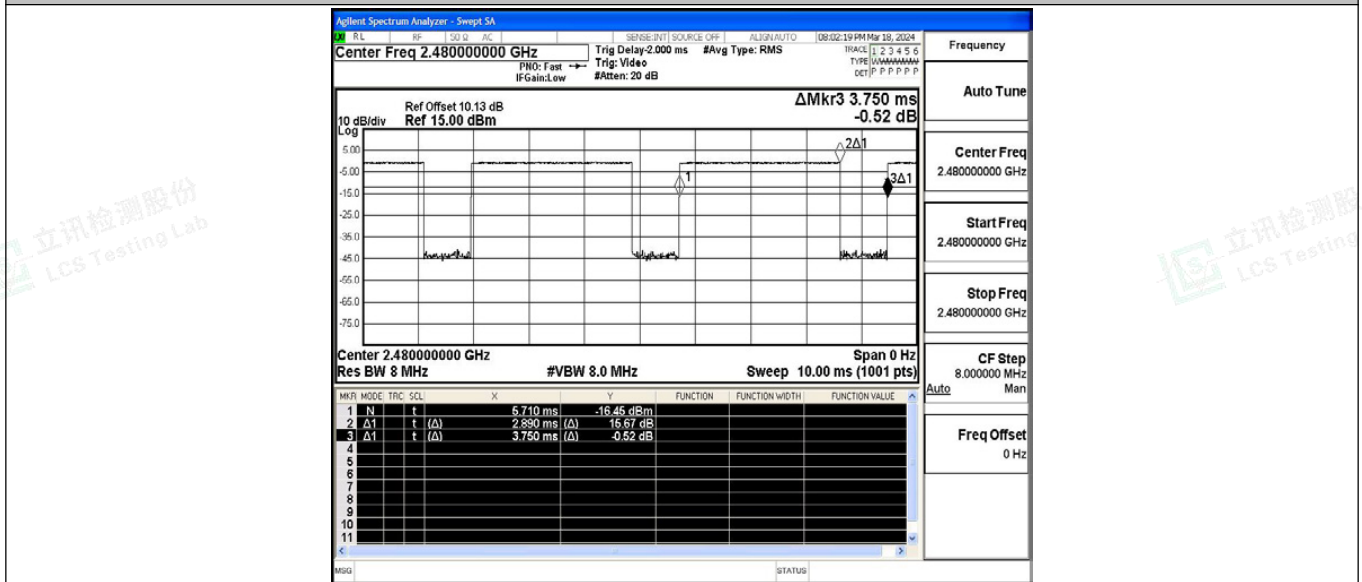 Agilent Spectrum Analyzer - Swept SA
RL RF 50 Ω AC SENSE:INT SOURCE OFF ALIGNAUTO 08:02:19 PM Mar 18, 2024
Center Freq 2.480000000 GHz
PNO: Fast
IFGain:Low
Trig Delay-2.000 ms #Avg Type: RMS
Trig: Video
#Atten: 20 dB
TRACE 1 2 3 4 5 6
TYPE WWWWWW
DET P P P P P P
Frequency
Auto Tune
Center Freq
2.480000000 GHz
Start Freq
2.480000000 GHz
Stop Freq
2.480000000 GHz
CF Step
8.000000 MHz
Auto Man
Freq Offset
0 Hz
ΔMkr3 3.750 ms
-0.52 dB
Ref Offset 10.13 dB
10 dB/div Ref 15.00 dBm
Log
5.00
-5.00
-15.0
-25.0
-35.0
-45.0
-55.0
-65.0
-75.0
2Δ1
1
3Δ1
Center 2.480000000 GHz Span 0 Hz
Res BW 8 MHz #VBW 8.0 MHz Sweep 10.00 ms (1001 pts)
MKR MODE TRC SCL X Y FUNCTION FUNCTION WIDTH FUNCTION VALUE
1 N t 5.710 ms -16.45 dBm
2 Δ1 t (Δ) 2.890 ms (Δ) 15.67 dB
3 Δ1 t (Δ) 3.750 ms (Δ) -0.52 dB
4
5
6
7
8
9
10
11
MSG STATUS
立讯检测股份
LCS Testing Lab
立讯检测股
LCS Testing